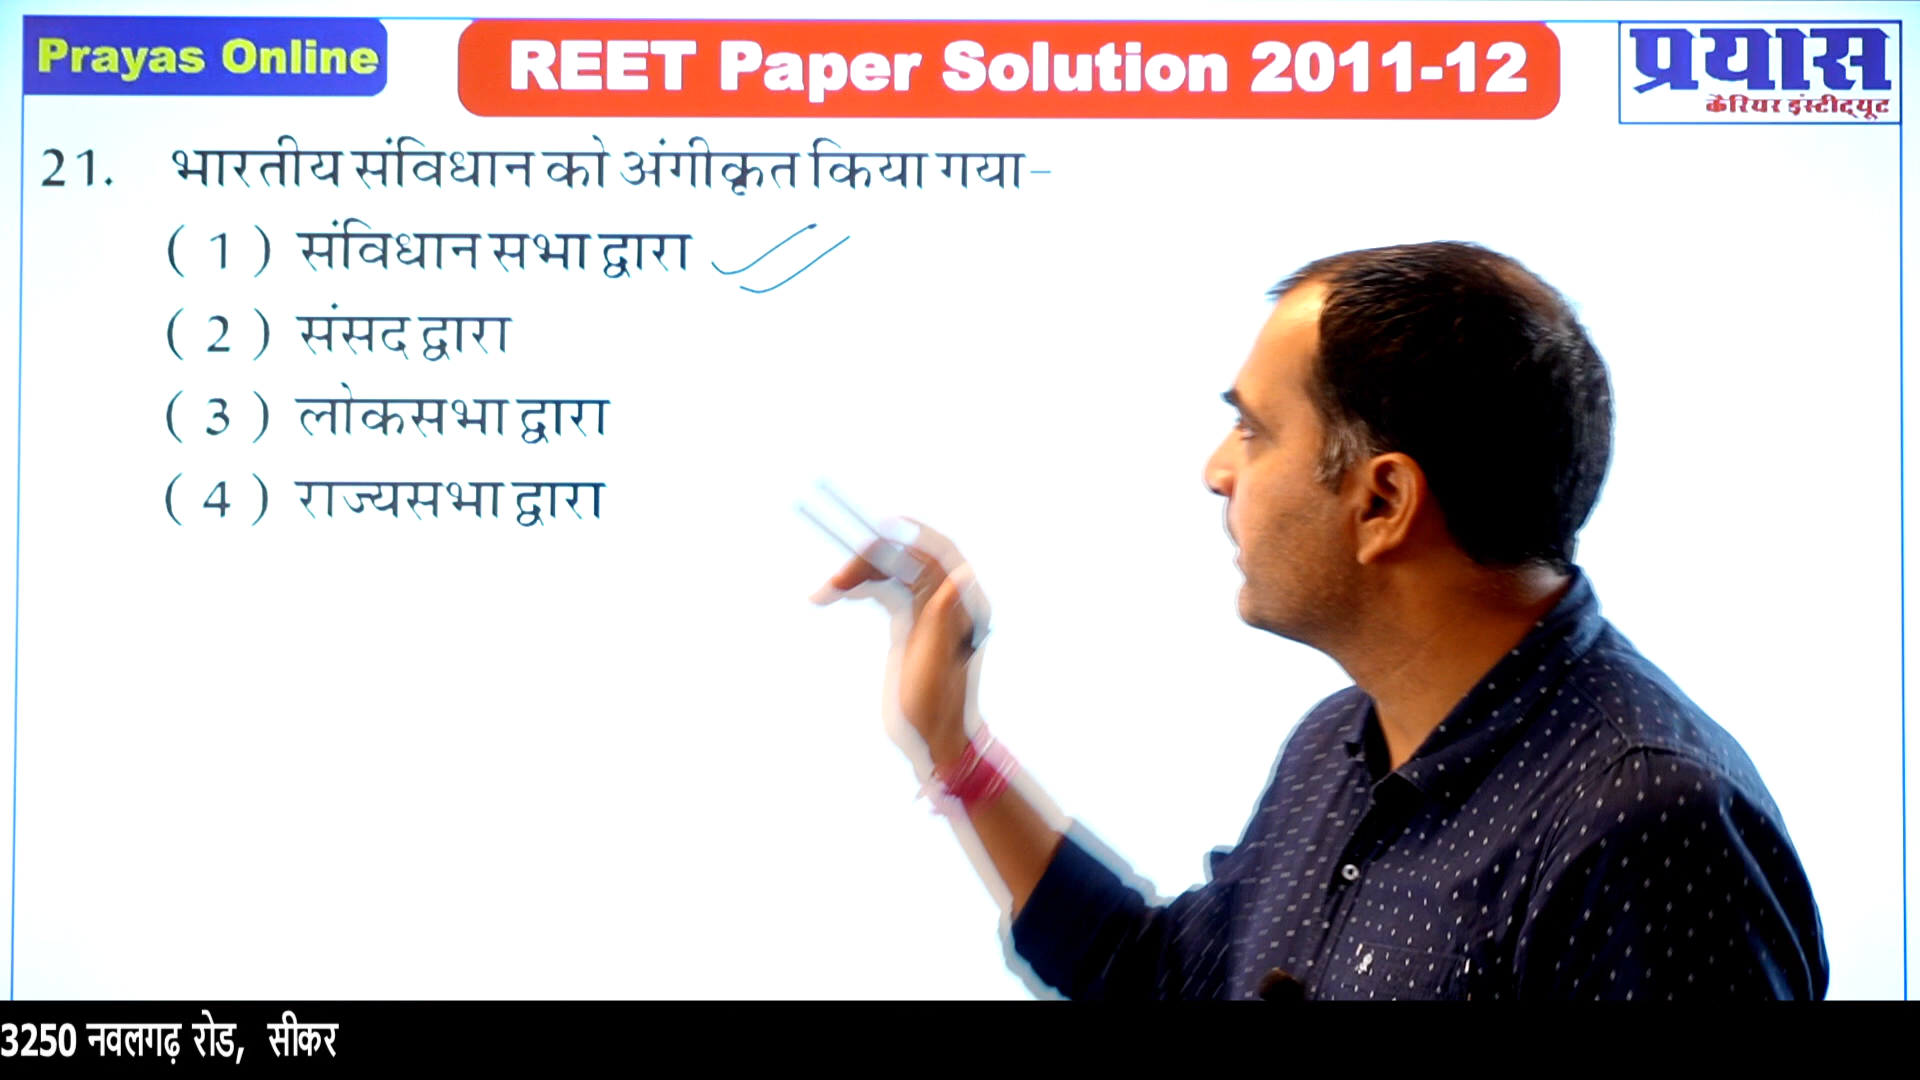 Prayas Online
REET Paper Solution 2011-12
प्रयास
कैरियर इंस्टीट्यूट
21. भारतीय संविधान को अंगीकृत किया गया-
( 1 ) संविधान सभा द्वारा
( 2 ) संसद द्वारा
( 3 ) लोकसभा द्वारा
( 4 ) राज्यसभा द्वारा
3250 नवलगढ़ रोड, सीकर